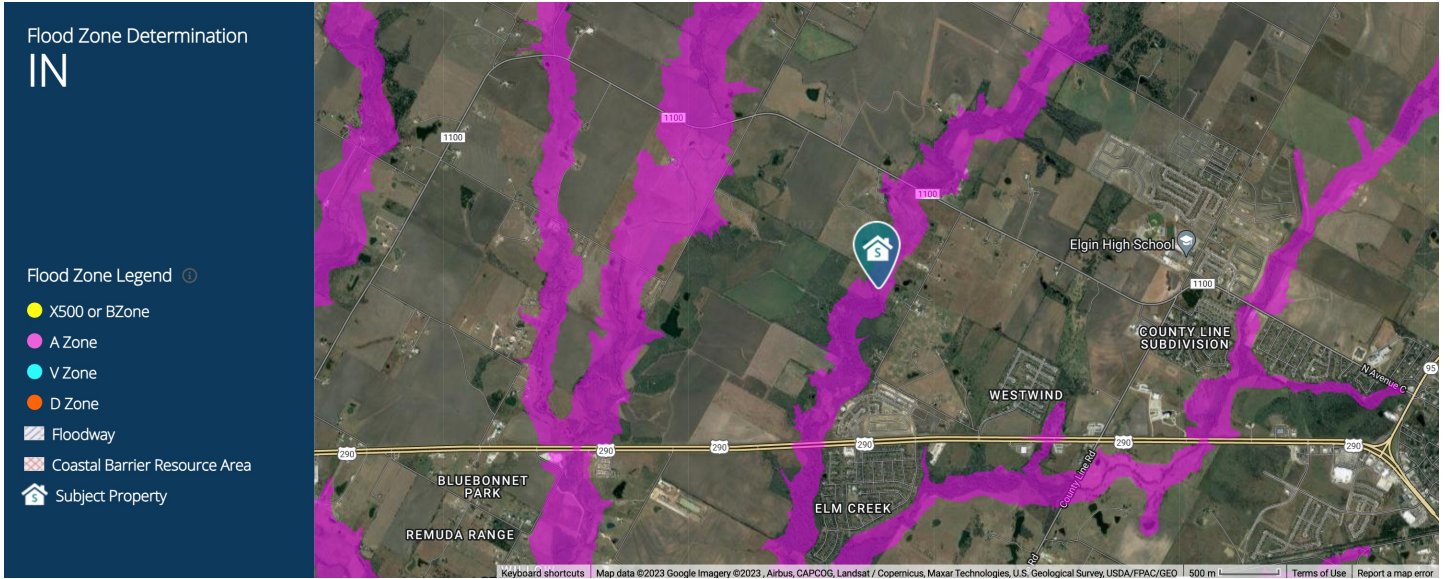 Flood Zone Determination
IN
Flood Zone Legend
X500 or BZone
A Zone
V Zone
D Zone
Floodway
Coastal Barrier Resource Area
S Subject Property
1100
1100
1100
S
Elgin High School
1100
COUNTY LINE
SUBDIVISION
N Avenue C
95
WESTWIND
290
290
290
290
290
290
BLUEBONNET
PARK
County Line Rd
ELM CREEK
REMUDA RANGE
Rd
Keyboard shortcuts Map data ©2023 Google Imagery ©2023 , Airbus, CAPCOG, Landsat / Copernicus, Maxar Technologies, U.S. Geological Survey, USDA/FPAC/GEO 500 m Terms of Use Report a map error